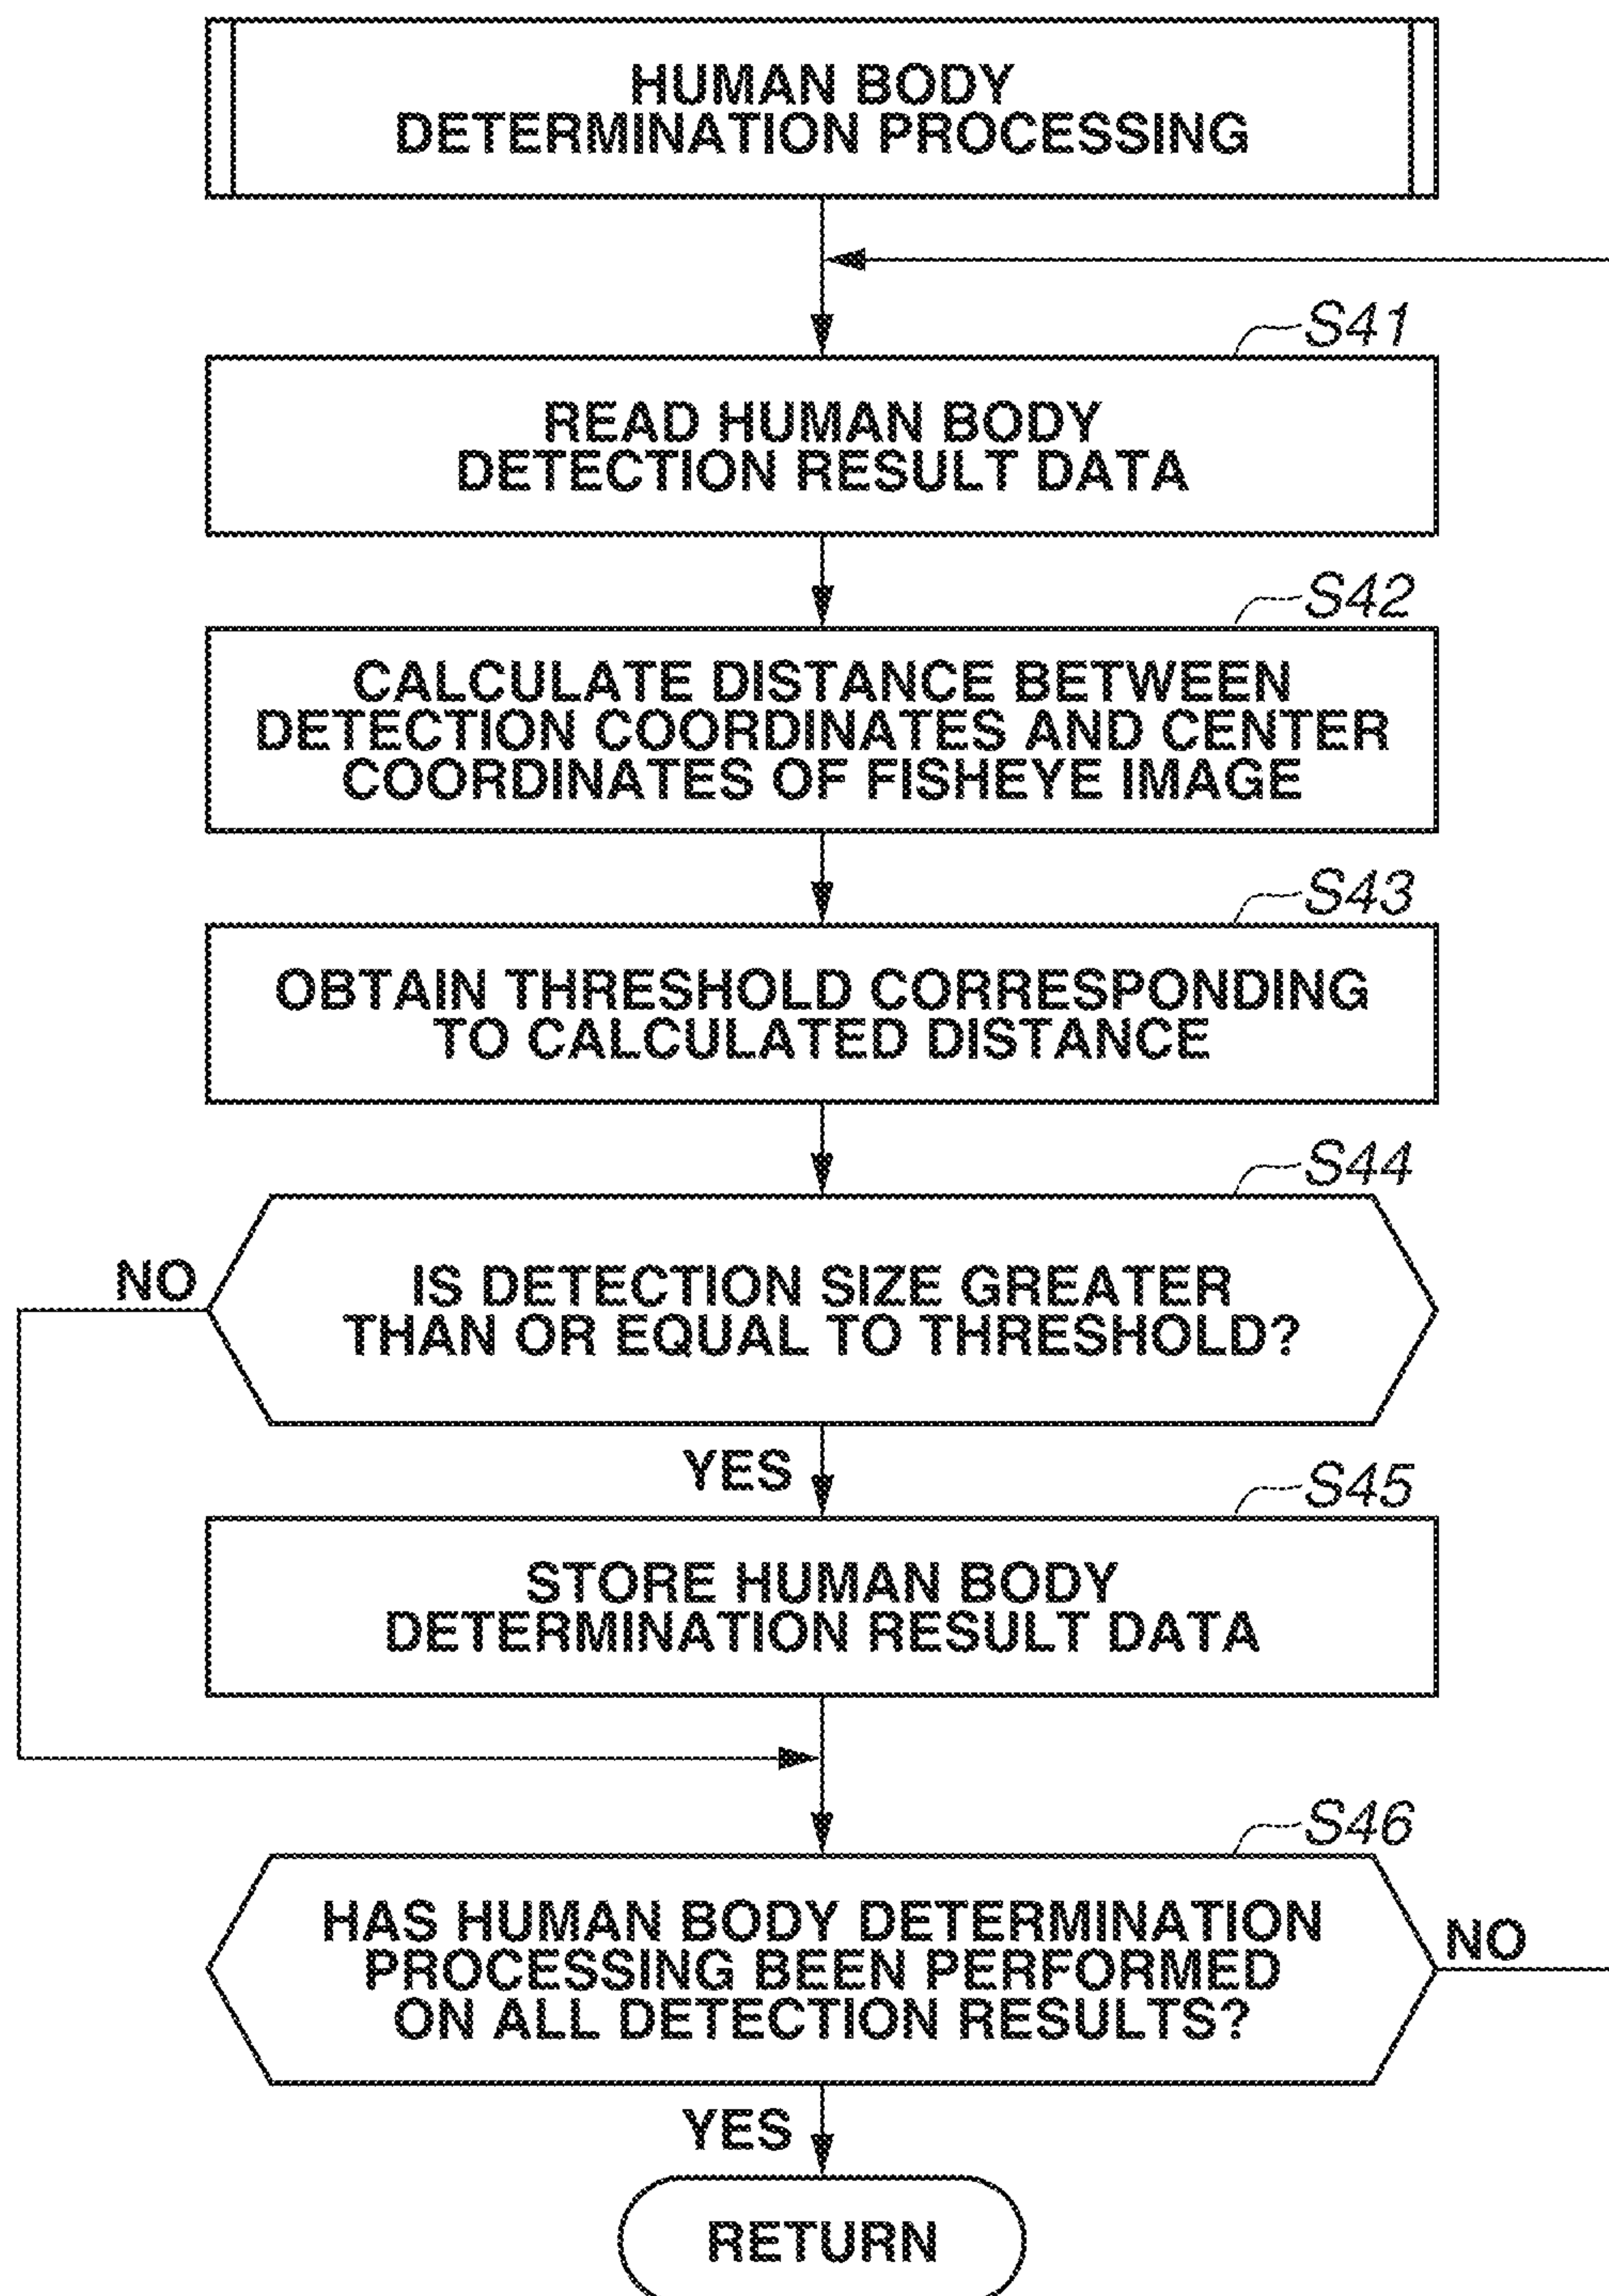 HUMAN BODY
DETERMINATION PROCESSING
S41
READ HUMAN BODY
DETECTION RESULT DATA
S42
CALCULATE DISTANCE BETWEEN
DETECTION COORDINATES AND CENTER
COORDINATES OF FISHEYE IMAGE
S43
OBTAIN THRESHOLD CORRESPONDING
TO CALCULATED DISTANCE
S44
NO
IS DETECTION SIZE GREATER
THAN OR EQUAL TO THRESHOLD?
YES
S45
STORE HUMAN BODY
DETERMINATION RESULT DATA
S46
HAS HUMAN BODY DETERMINATION
PROCESSING BEEN PERFORMED
ON ALL DETECTION RESULTS?
NO
YES
RETURN